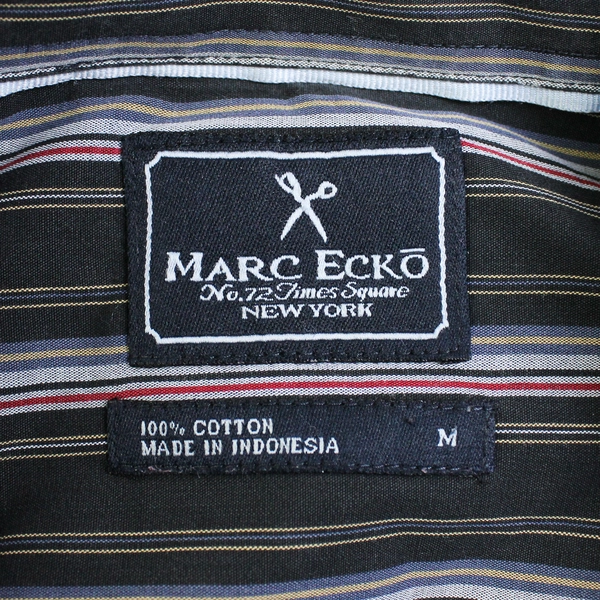 MARC ECKŌ
No. 72 Times Square
NEW YORK
100% COTTON
MADE IN INDONESIA
M